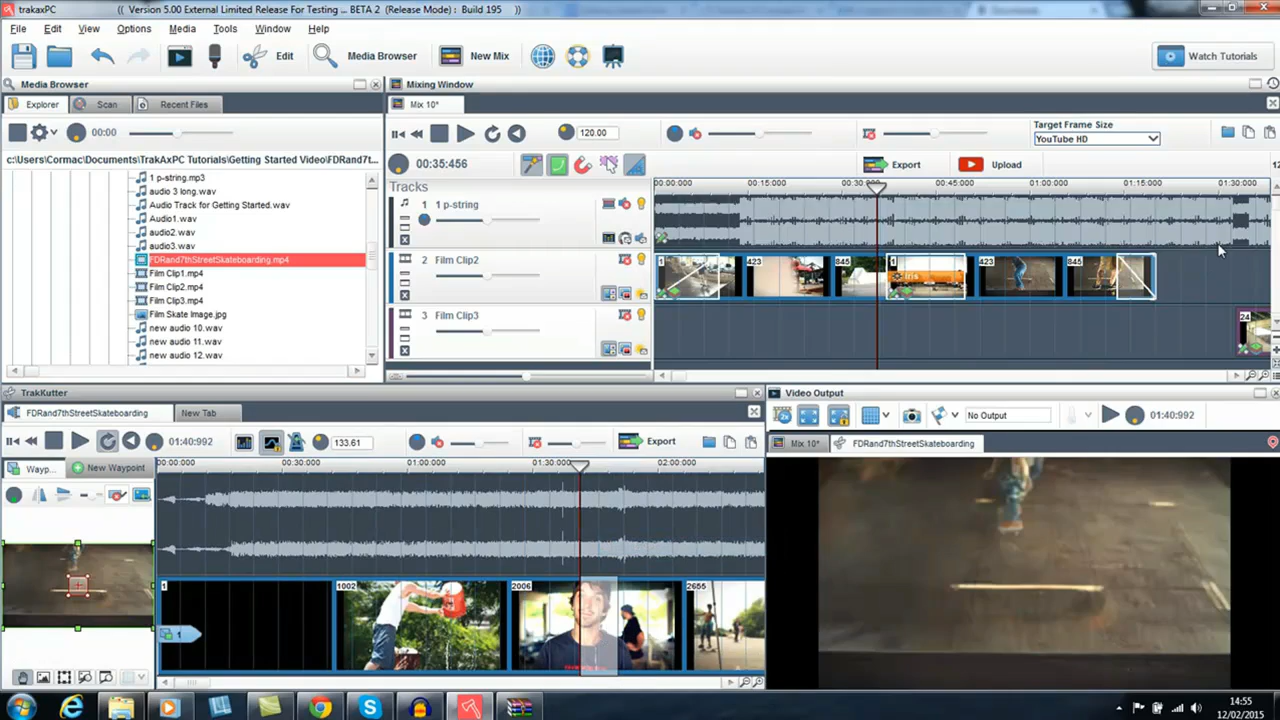 trakaxPC (( Version 5.00 External Limited Release For Testing ... BETA 2 (Release Mode) : Build 195 ))
File Edit View Options Media Tools Window Help
Edit Media Browser New Mix Watch Tutorials
Media Browser
Mixing Window
Explorer Scan Recent Files
Mix 10*
00:00
120.00
Target Frame Size
YouTube HD
c:\Users\Cormac\Documents\TrakAxPC Tutorials\Getting Started Video\FDRand7t...
00:35:456
Export Upload
1 p-string.mp3
audio 3 long.wav
Audio Track for Getting Started.wav
Audio1.wav
audio2.wav
audio3.wav
FDRand7thStreetSkateboarding.mp4
Film Clip1.mp4
Film Clip2.mp4
Film Clip3.mp4
Film Skate Image.jpg
new audio 10.wav
new audio 11.wav
new audio 12.wav
Tracks
00:00:000 00:15:000 00:30:000 00:45:000 01:00:000 01:15:000 01:30:000
1 1 p-string
2 Film Clip2
1 423 845 1 423 845
Iris
3 Film Clip3
24
TrakKutter
FDRand7thStreetSkateboarding New Tab
01:40:992
133.61
Export
Wayp... New Waypoint
00:00:000 00:30:000 01:00:000 01:30:000 02:00:000
1 1002 2006 2655
1
Video Output
No Output
01:40:992
Mix 10* FDRand7thStreetSkateboarding
14:55
12/02/2015